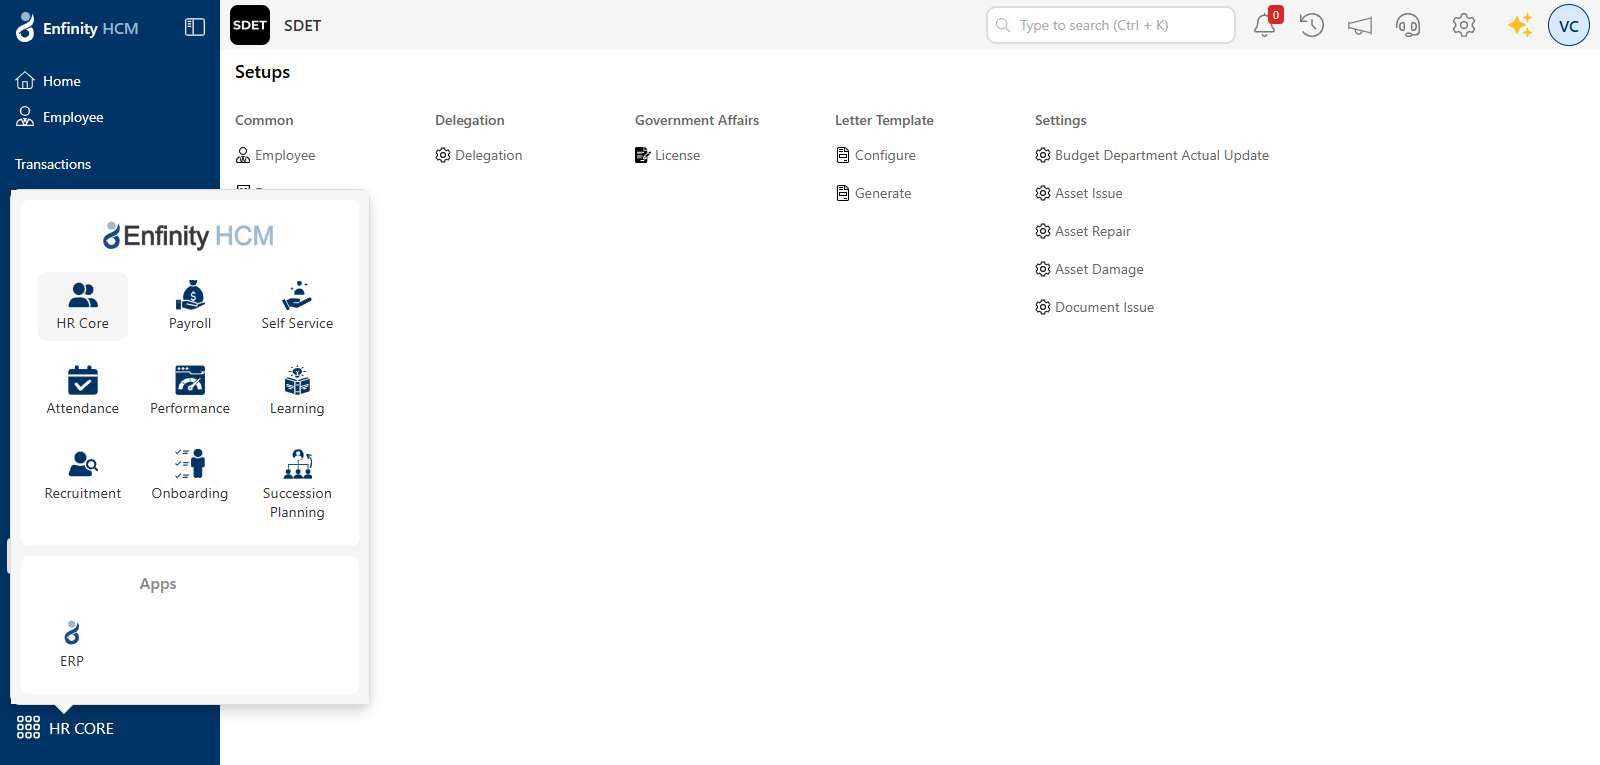 Enfinity HCM
SDET SDET
Type to search (Ctrl + K)
0
VC
Home
Employee
Transactions
Setups
Common
Employee
Delegation
Delegation
Government Affairs
License
Letter Template
Configure
Generate
Settings
Budget Department Actual Update
Asset Issue
Asset Repair
Asset Damage
Document Issue
Enfinity HCM
HR Core
Payroll
Self Service
Attendance
Performance
Learning
Recruitment
Onboarding
Succession
Planning
Apps
ERP
HR CORE